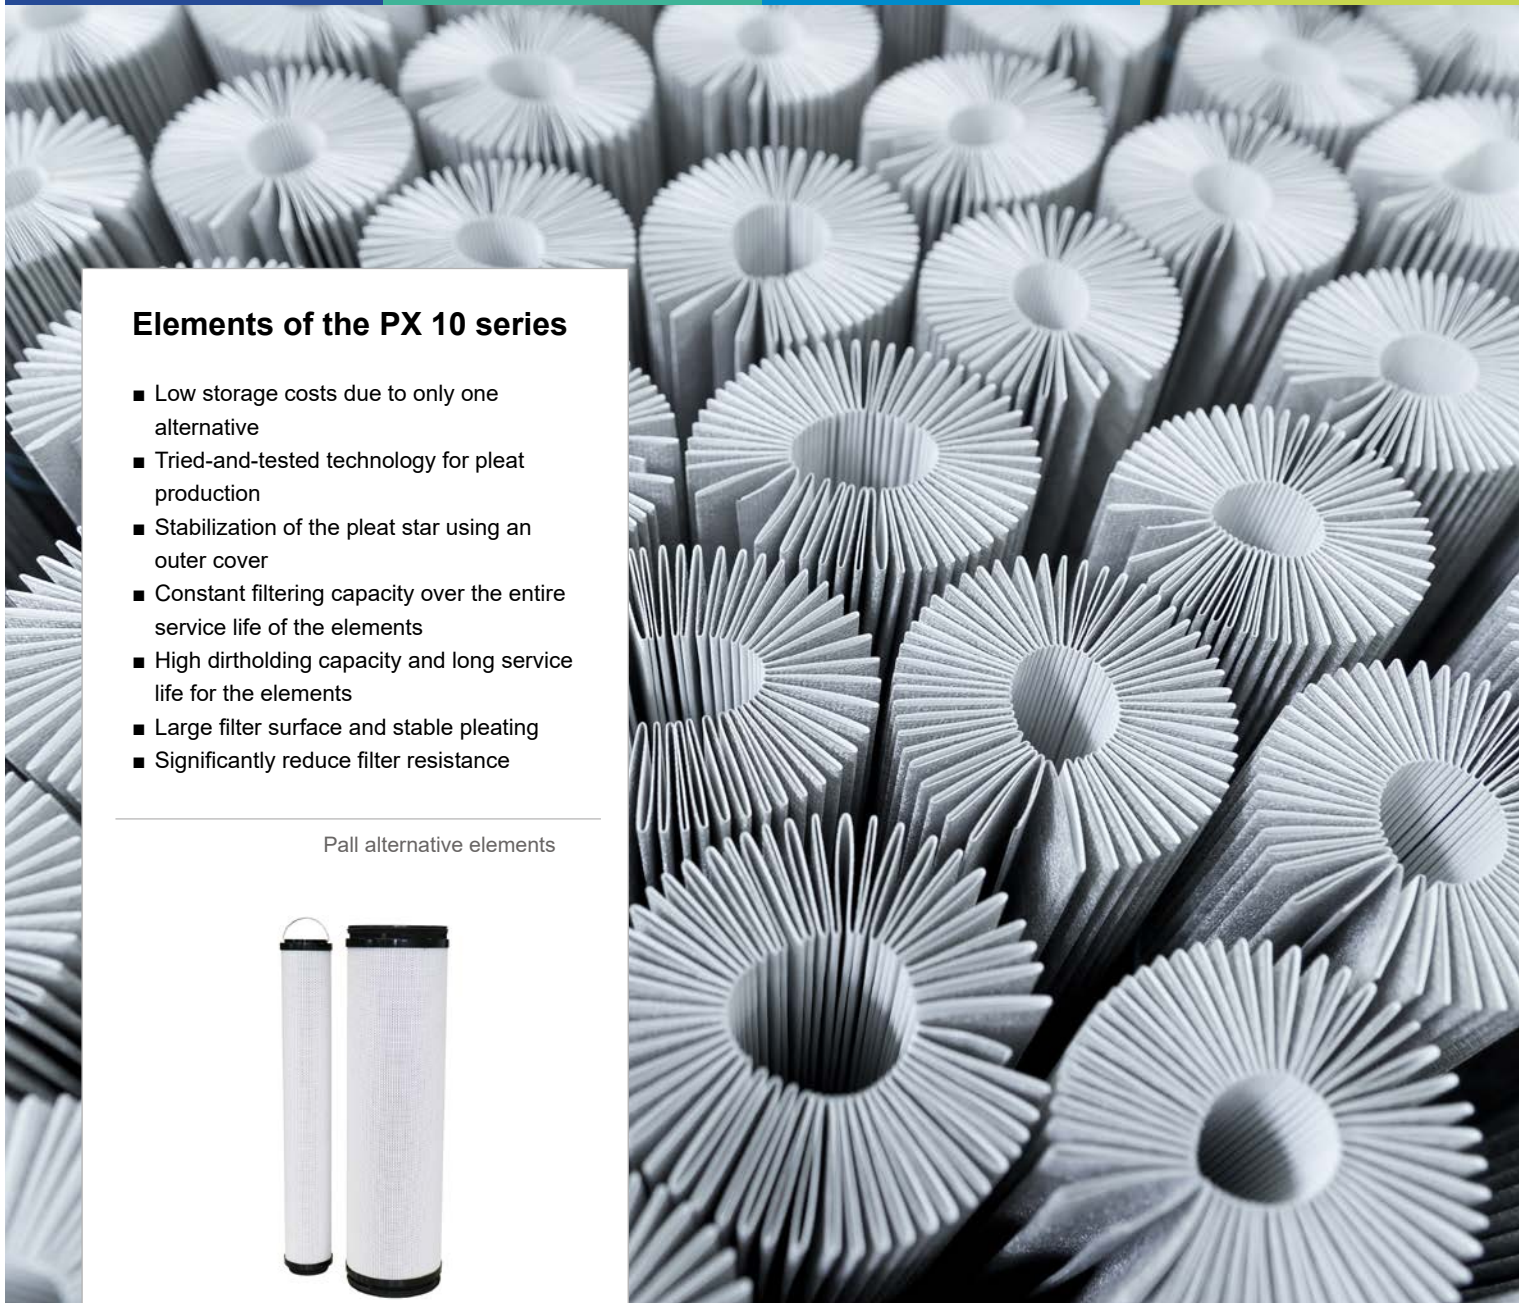 Elements of the PX 10 series
■ Low storage costs due to only one
alternative
■ Tried-and-tested technology for pleat
production
■ Stabilization of the pleat star using an
outer cover
■ Constant filtering capacity over the entire
service life of the elements
■ High dirtholding capacity and long service
life for the elements
■ Large filter surface and stable pleating
■ Significantly reduce filter resistance
Pall alternative elements